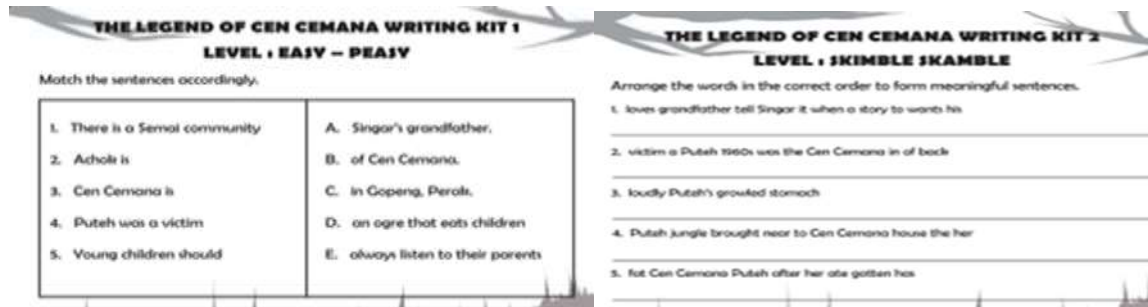 THE LEGEND OF CEN CEMANA WRITING KIT 1
LEVEL : EASY – PEASY
Match the sentences accordingly.
1. There is a Semai community
2. Achok is
3. Cen Cemana is
4. Puteh was a victim
5. Young children should
A. Singar's grandfather.
B. of Cen Cemana.
C. in Gopeng, Perak.
D. an ogre that eats children
E. always listen to their parents
THE LEGEND OF CEN CEMANA WRITING KIT 2
LEVEL : SKIMBLE SKAMBLE
Arrange the words in the correct order to form meaningful sentences.
1. loves grandfather tell Singar it when a story to wants his
2. victim a Puteh 1960s was the Cen Cemana in of back
3. loudly Puteh's growled stomach
4. Puteh jungle brought near to Cen Cemana house the her
5. fat Cen Cemana Puteh after her ate gotten has